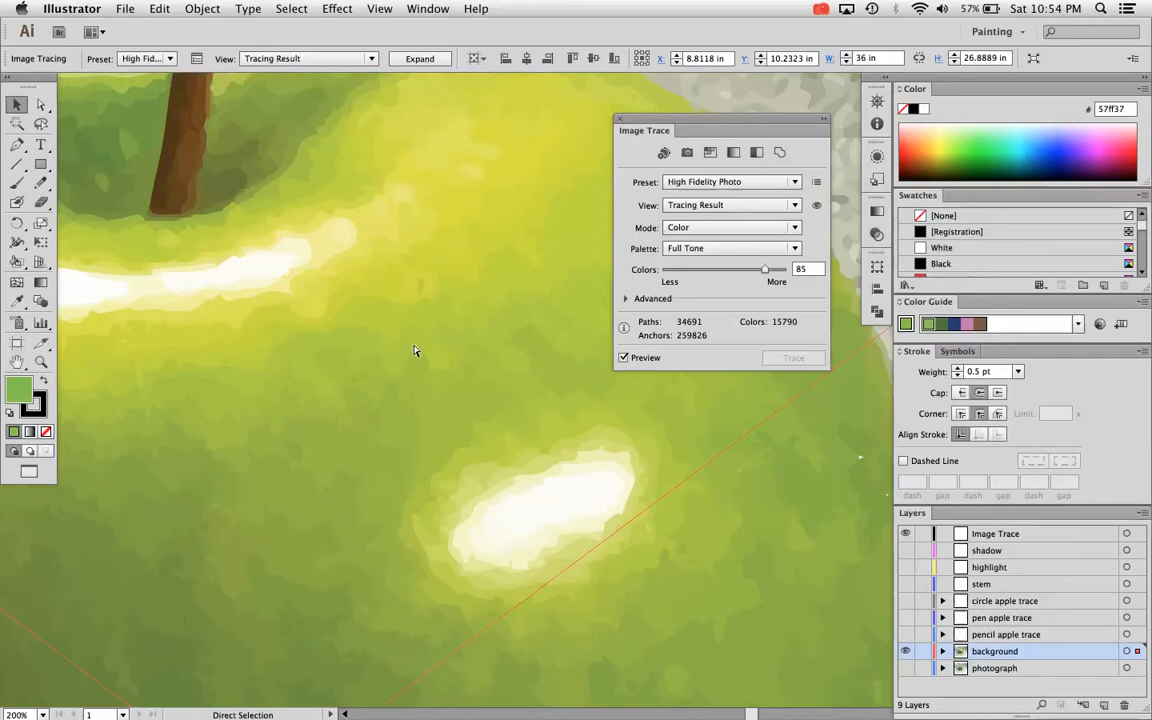 Illustrator File Edit Object Type Select Effect View Window Help 57% Sat 10:54 PM
Ai Br Painting
Image Tracing Preset: High Fid... View: Tracing Result Expand X: 8.8118 in Y: 10.2323 in W: 36 in H: 26.8889 in
Image Trace
Preset: High Fidelity Photo
View: Tracing Result
Mode: Color
Palette: Full Tone
Colors: 85
Less More
Advanced
Paths: 34691 Colors: 15790
Anchors: 259826
Preview Trace
Color
# 57ff37
Swatches
[None]
[Registration]
White
Black
Color Guide
Stroke Symbols
Weight: 0.5 pt
Cap:
Corner: Limit: x
Align Stroke:
Dashed Line
dash gap dash gap dash gap
Layers
Image Trace
shadow
highlight
stem
circle apple trace
pen apple trace
pencil apple trace
background
photograph
9 Layers
200% 1 Direct Selection